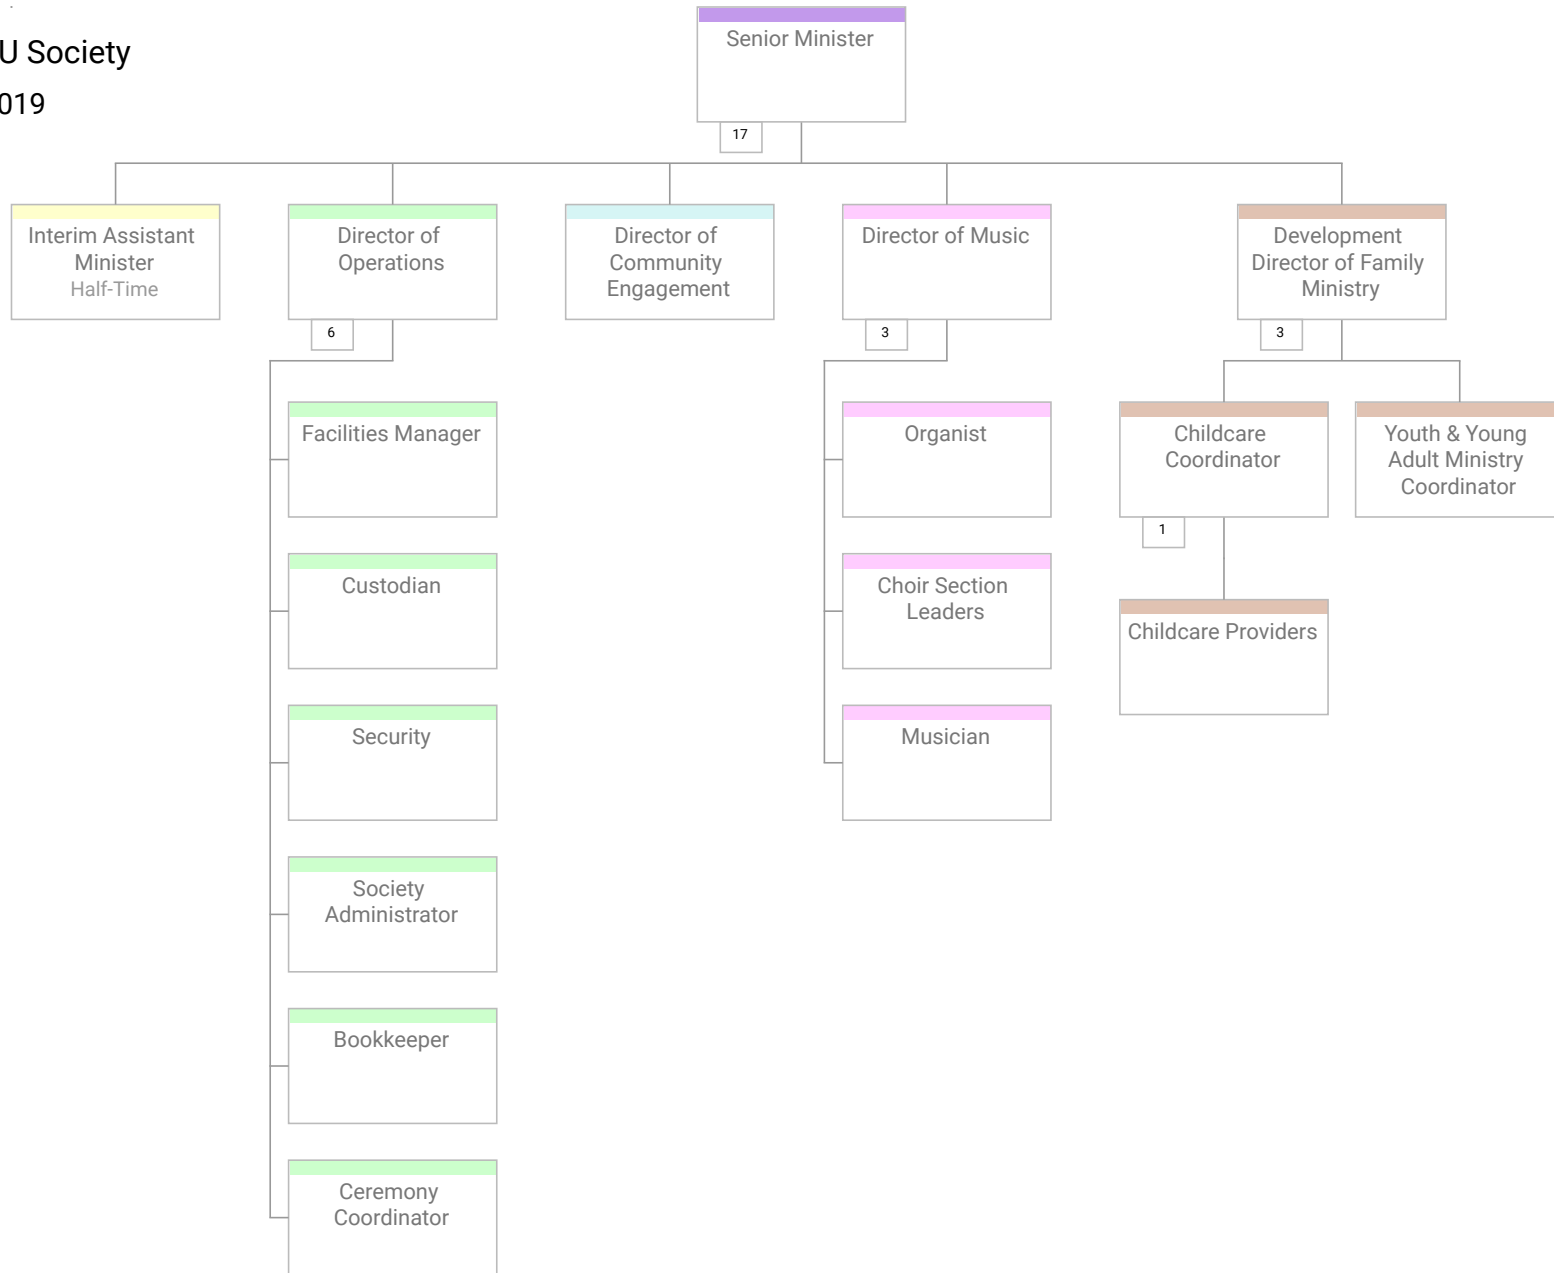 U Society
019
Senior Minister
17
Interim Assistant
Minister
Half-Time
Director of
Operations
6
Director of
Community
Engagement
Director of Music
3
Development
Director of Family
Ministry
3
Facilities Manager
Custodian
Security
Society
Administrator
Bookkeeper
Ceremony
Coordinator
Organist
Choir Section
Leaders
Musician
Childcare
Coordinator
1
Youth & Young
Adult Ministry
Coordinator
Childcare Providers